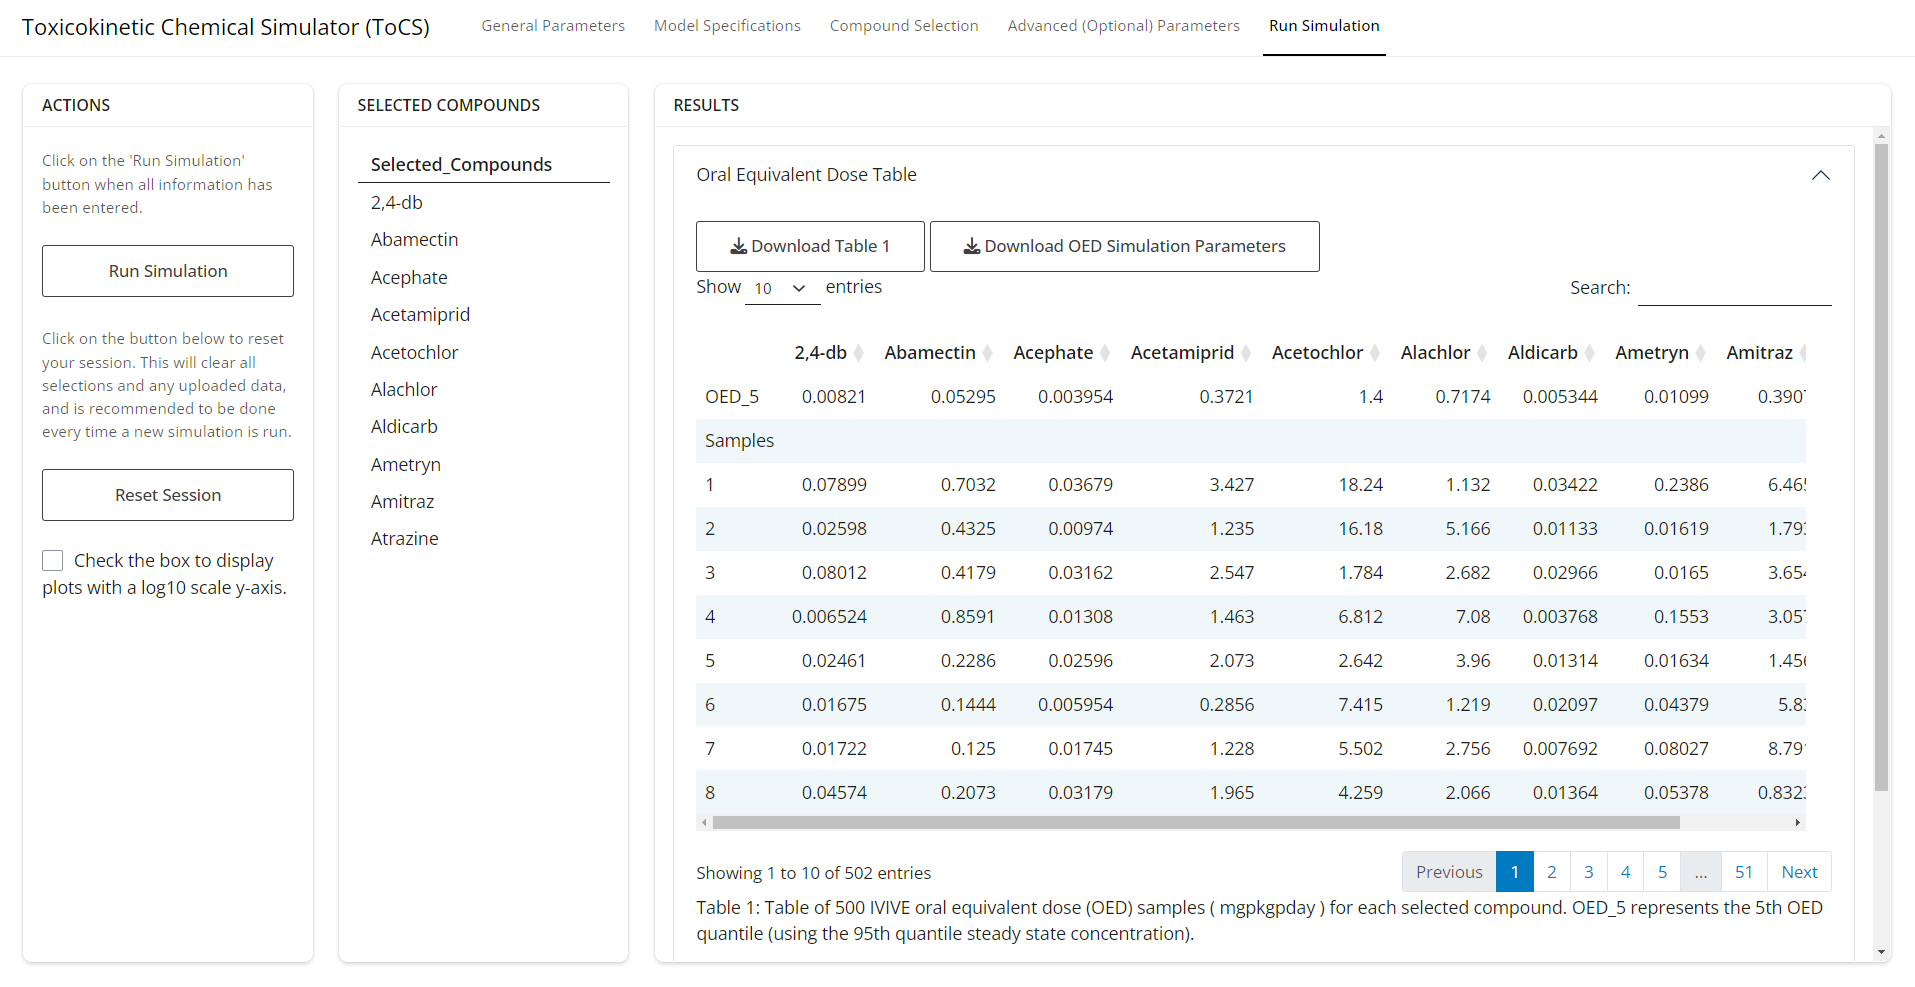 Toxicokinetic Chemical Simulator (ToCS)
General Parameters Model Specifications Compound Selection Advanced (Optional) Parameters Run Simulation
ACTIONS
Click on the 'Run Simulation'
button when all information has
been entered.
Run Simulation
Click on the button below to reset
your session. This will clear all
selections and any uploaded data,
and is recommended to be done
every time a new simulation is run.
Reset Session
Check the box to display
plots with a log10 scale y-axis.
SELECTED COMPOUNDS
Selected_Compounds
2,4-db
Abamectin
Acephate
Acetamiprid
Acetochlor
Alachlor
Aldicarb
Ametryn
Amitraz
Atrazine
RESULTS
Oral Equivalent Dose Table
Download Table 1 Download OED Simulation Parameters
Show 10 entries Search:
2,4-db Abamectin Acephate Acetamiprid Acetochlor Alachlor Aldicarb Ametryn Amitraz
OED_5 0.00821 0.05295 0.003954 0.3721 1.4 0.7174 0.005344 0.01099 0.390
Samples
1 0.07899 0.7032 0.03679 3.427 18.24 1.132 0.03422 0.2386 6.46
2 0.02598 0.4325 0.00974 1.235 16.18 5.166 0.01133 0.01619 1.79
3 0.08012 0.4179 0.03162 2.547 1.784 2.682 0.02966 0.0165 3.65
4 0.006524 0.8591 0.01308 1.463 6.812 7.08 0.003768 0.1553 3.05
5 0.02461 0.2286 0.02596 2.073 2.642 3.96 0.01314 0.01634 1.45
6 0.01675 0.1444 0.005954 0.2856 7.415 1.219 0.02097 0.04379 5.8
7 0.01722 0.125 0.01745 1.228 5.502 2.756 0.007692 0.08027 8.79
8 0.04574 0.2073 0.03179 1.965 4.259 2.066 0.01364 0.05378 0.832
Showing 1 to 10 of 502 entries Previous 1 2 3 4 5 ... 51 Next
Table 1: Table of 500 IVIVE oral equivalent dose (OED) samples ( mgpkgpday ) for each selected compound. OED_5 represents the 5th OED
quantile (using the 95th quantile steady state concentration).